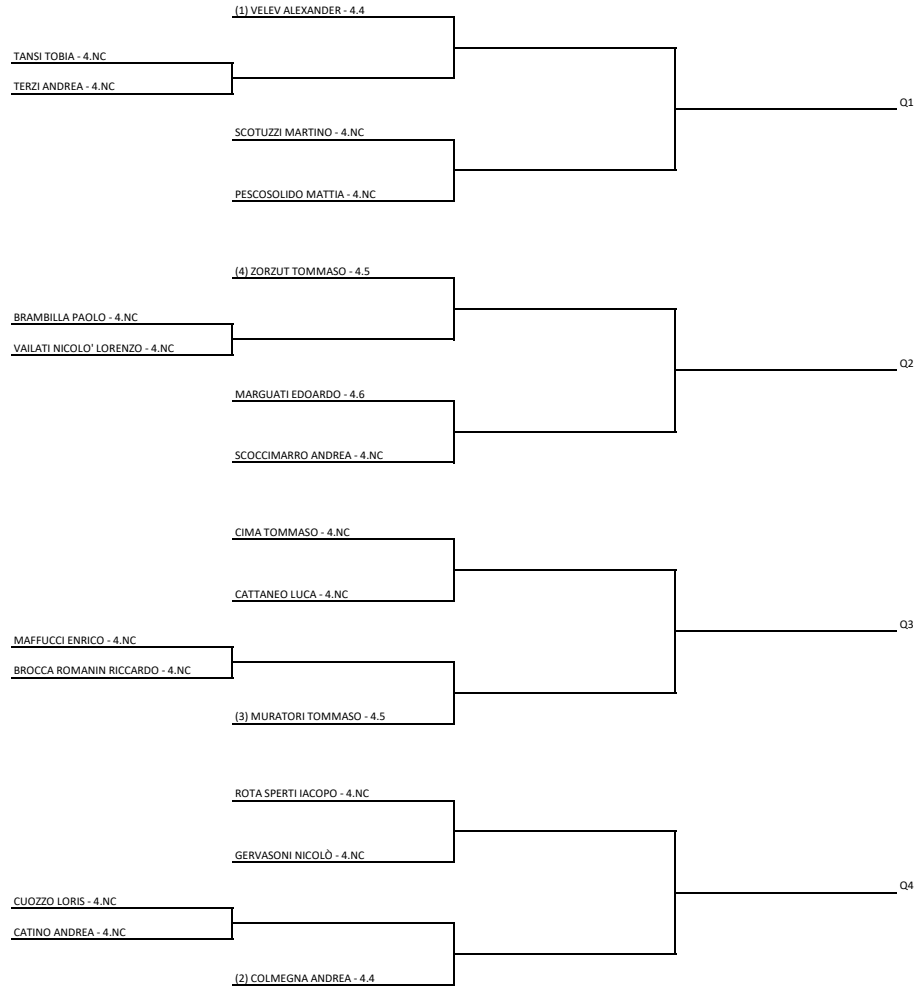 (1) VELEV ALEXANDER - 4.4
TANSI TOBIA - 4.NC
TERZI ANDREA - 4.NC
Q1
SCOTUZZI MARTINO - 4.NC
PESCOSOLIDO MATTIA - 4.NC
(4) ZORZUT TOMMASO - 4.5
BRAMBILLA PAOLO - 4.NC
VAILATI NICOLO' LORENZO - 4.NC
Q2
MARGUATI EDOARDO - 4.6
SCOCCIMARRO ANDREA - 4.NC
CIMA TOMMASO - 4.NC
CATTANEO LUCA - 4.NC
Q3
MAFFUCCI ENRICO - 4.NC
BROCCA ROMANIN RICCARDO - 4.NC
(3) MURATORI TOMMASO - 4.5
ROTA SPERTI IACOPO - 4.NC
GERVASONI NICOLÒ - 4.NC
Q4
CUOZZO LORIS - 4.NC
CATINO ANDREA - 4.NC
(2) COLMEGNA ANDREA - 4.4